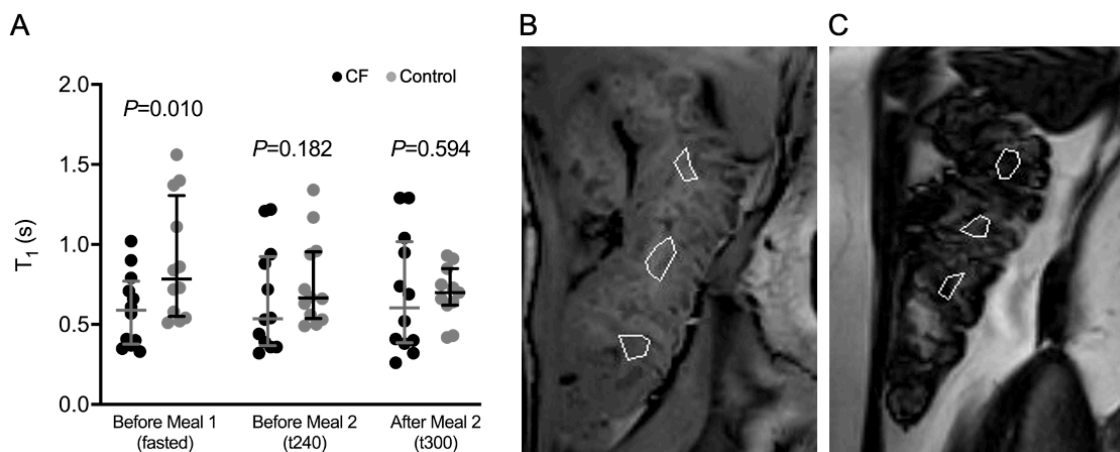 A
B
C
CF Control
2.0
P=0.010
P=0.182
P=0.594
1.5
T₁ (s)
1.0
0.5
0.0
Before Meal 1
(fasted)
Before Meal 2
(t240)
After Meal 2
(t300)